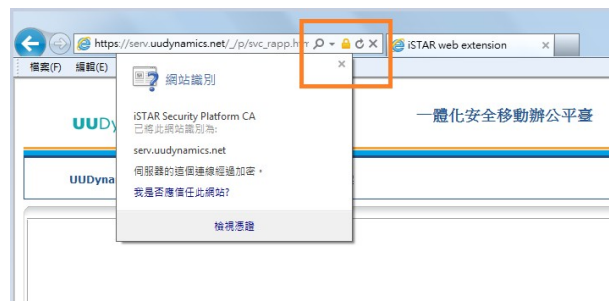 https://serv.uudynamics.net/_/p/svc_rapp.htm
iSTAR web extension
檔案(F) 編輯(E)
網站識別
iSTAR Security Platform CA
已將此網站識別為:
serv.uudynamics.net
伺服器的這個連線經過加密。
我是否應信任此網站?
檢視憑證
UUDy
一體化安全移動辦公平臺
UUDyna